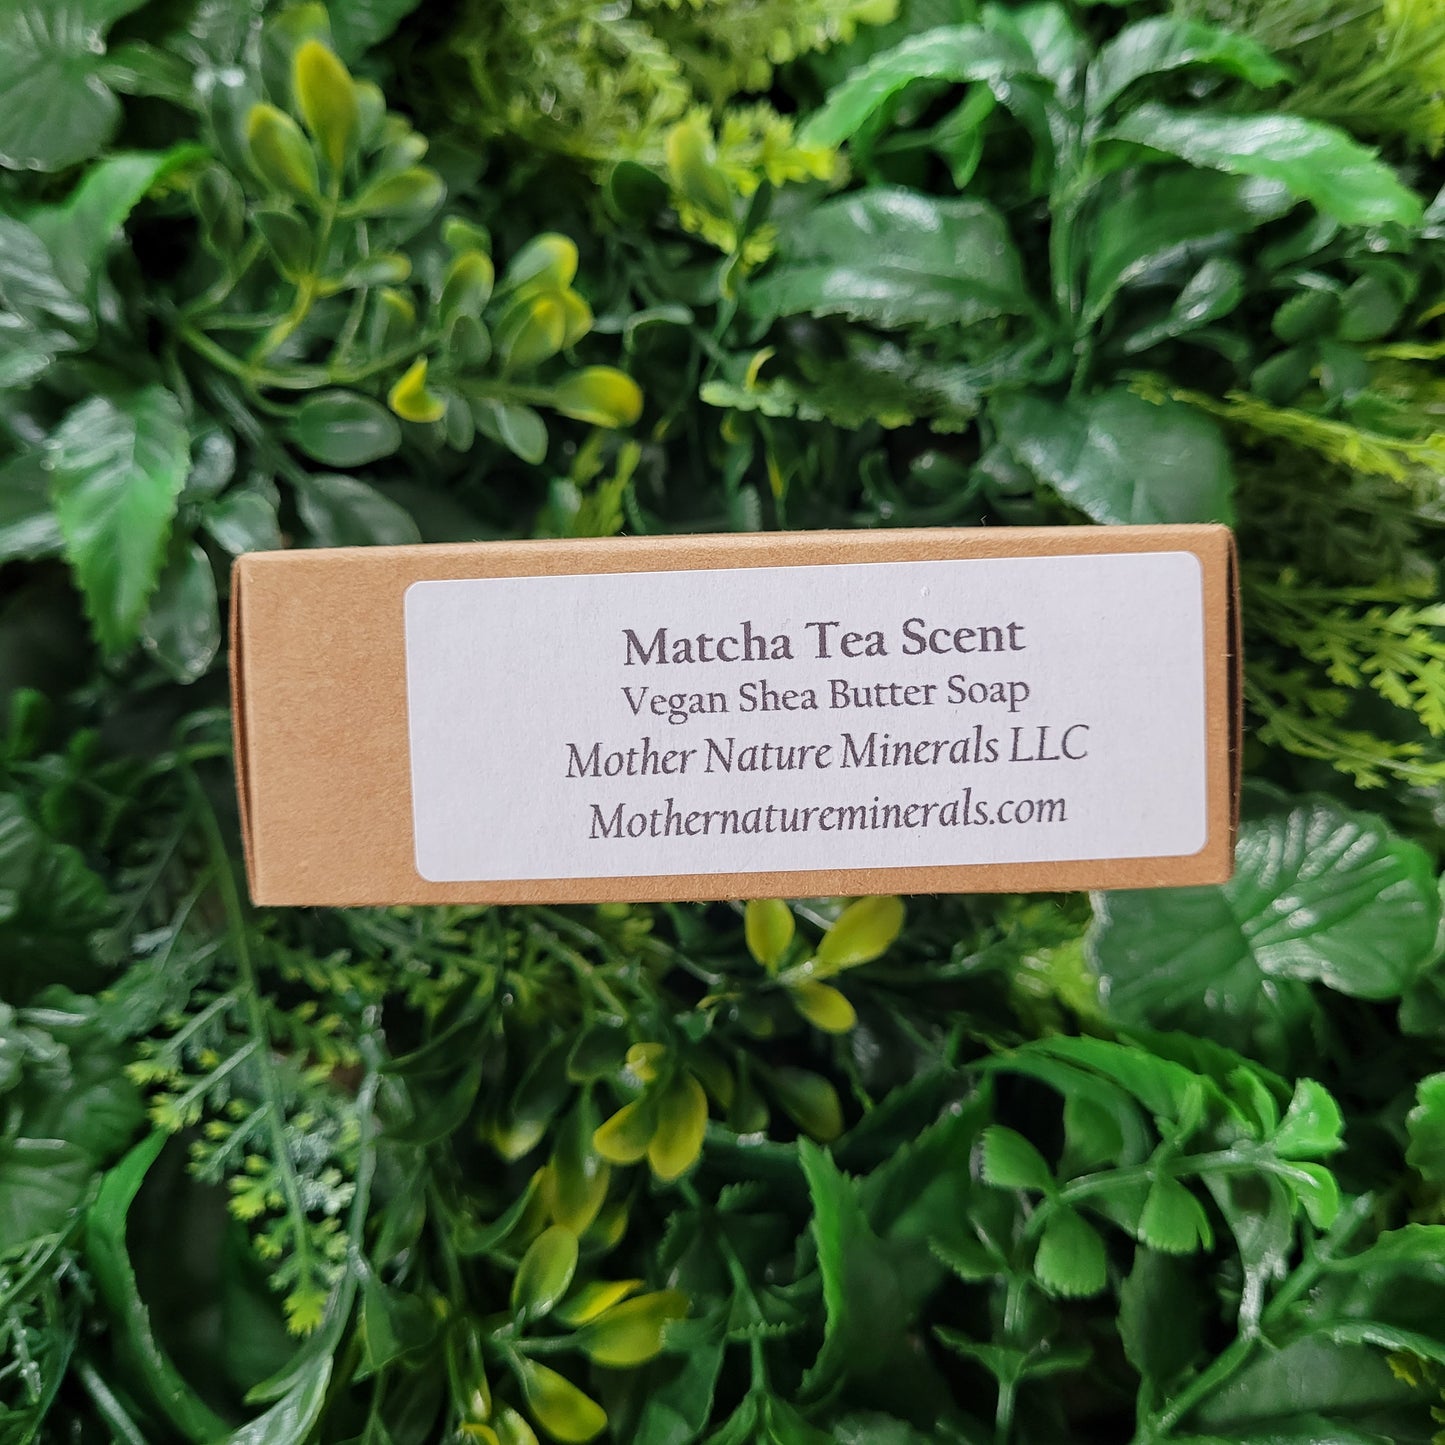 Matcha Tea Scent
Vegan Shea Butter Soap
Mother Nature Minerals LLC
Mothernatureminerals.com